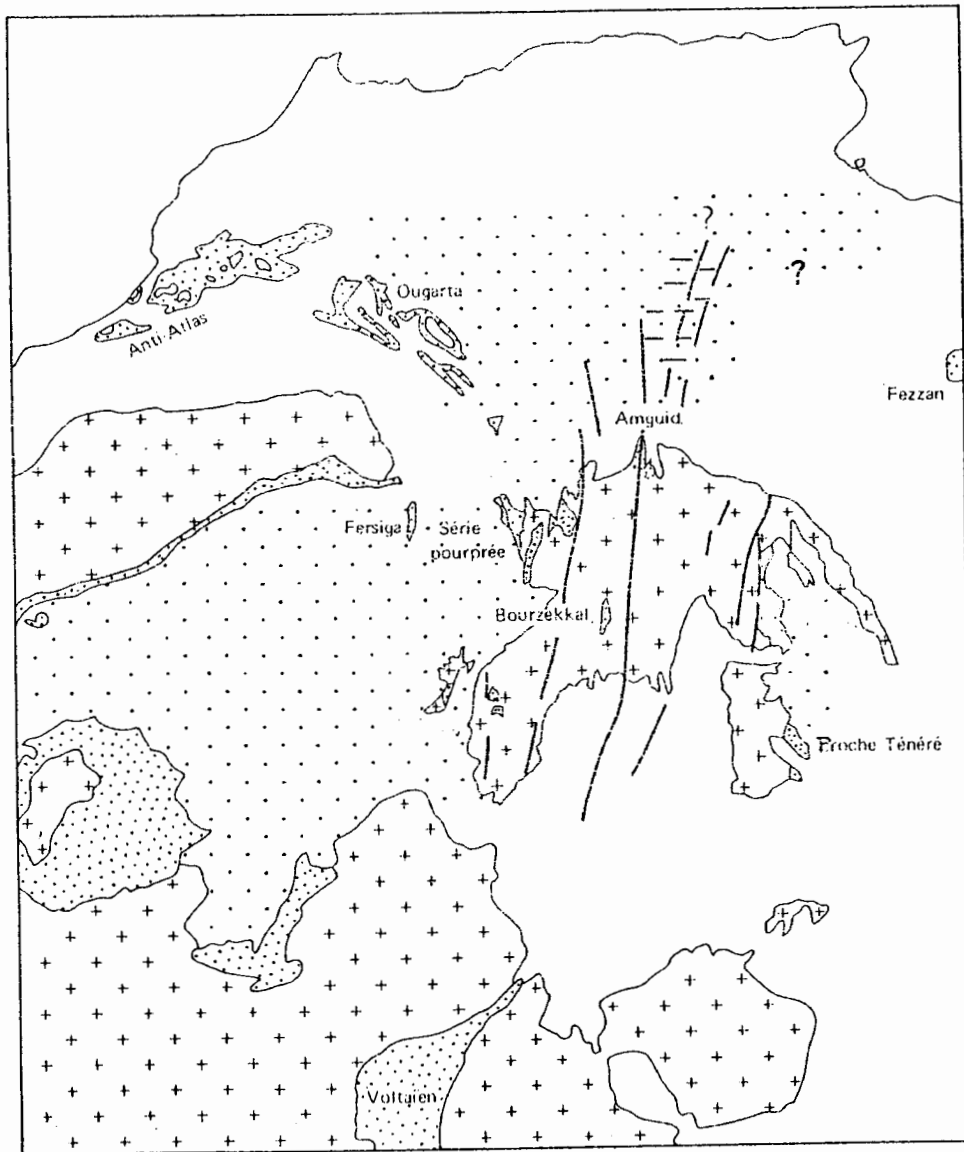 ?
?
Ougarta
Anti-Atlas
Fezzan
Amguid
Fersiga
Série
pourprée
Bourzekkal
Proche Ténéré
Voltaïen